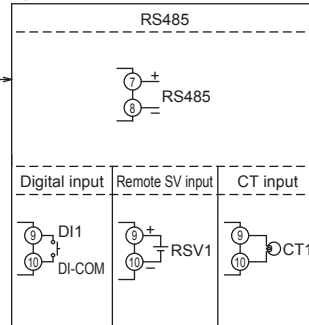 RS485
7 +
RS485
8 −
Digital input
Remote SV input
CT input
9 DI1
10 DI-COM
9 +
RSV1
10 −
9
CT1
10